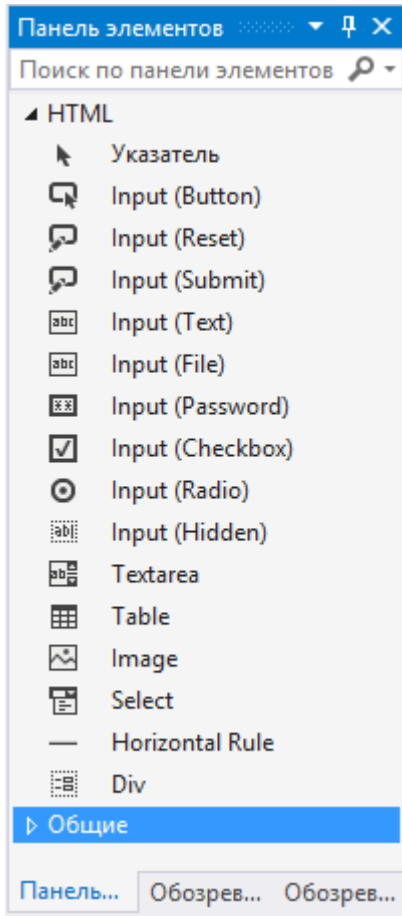 Панель элементов
Поиск по панели элементов
HTML
Указатель
Input (Button)
Input (Reset)
Input (Submit)
Input (Text)
Input (File)
Input (Password)
Input (Checkbox)
Input (Radio)
Input (Hidden)
Textarea
Table
Image
Select
Horizontal Rule
Div
Общие
Панель... Обозрев... Обозрев...